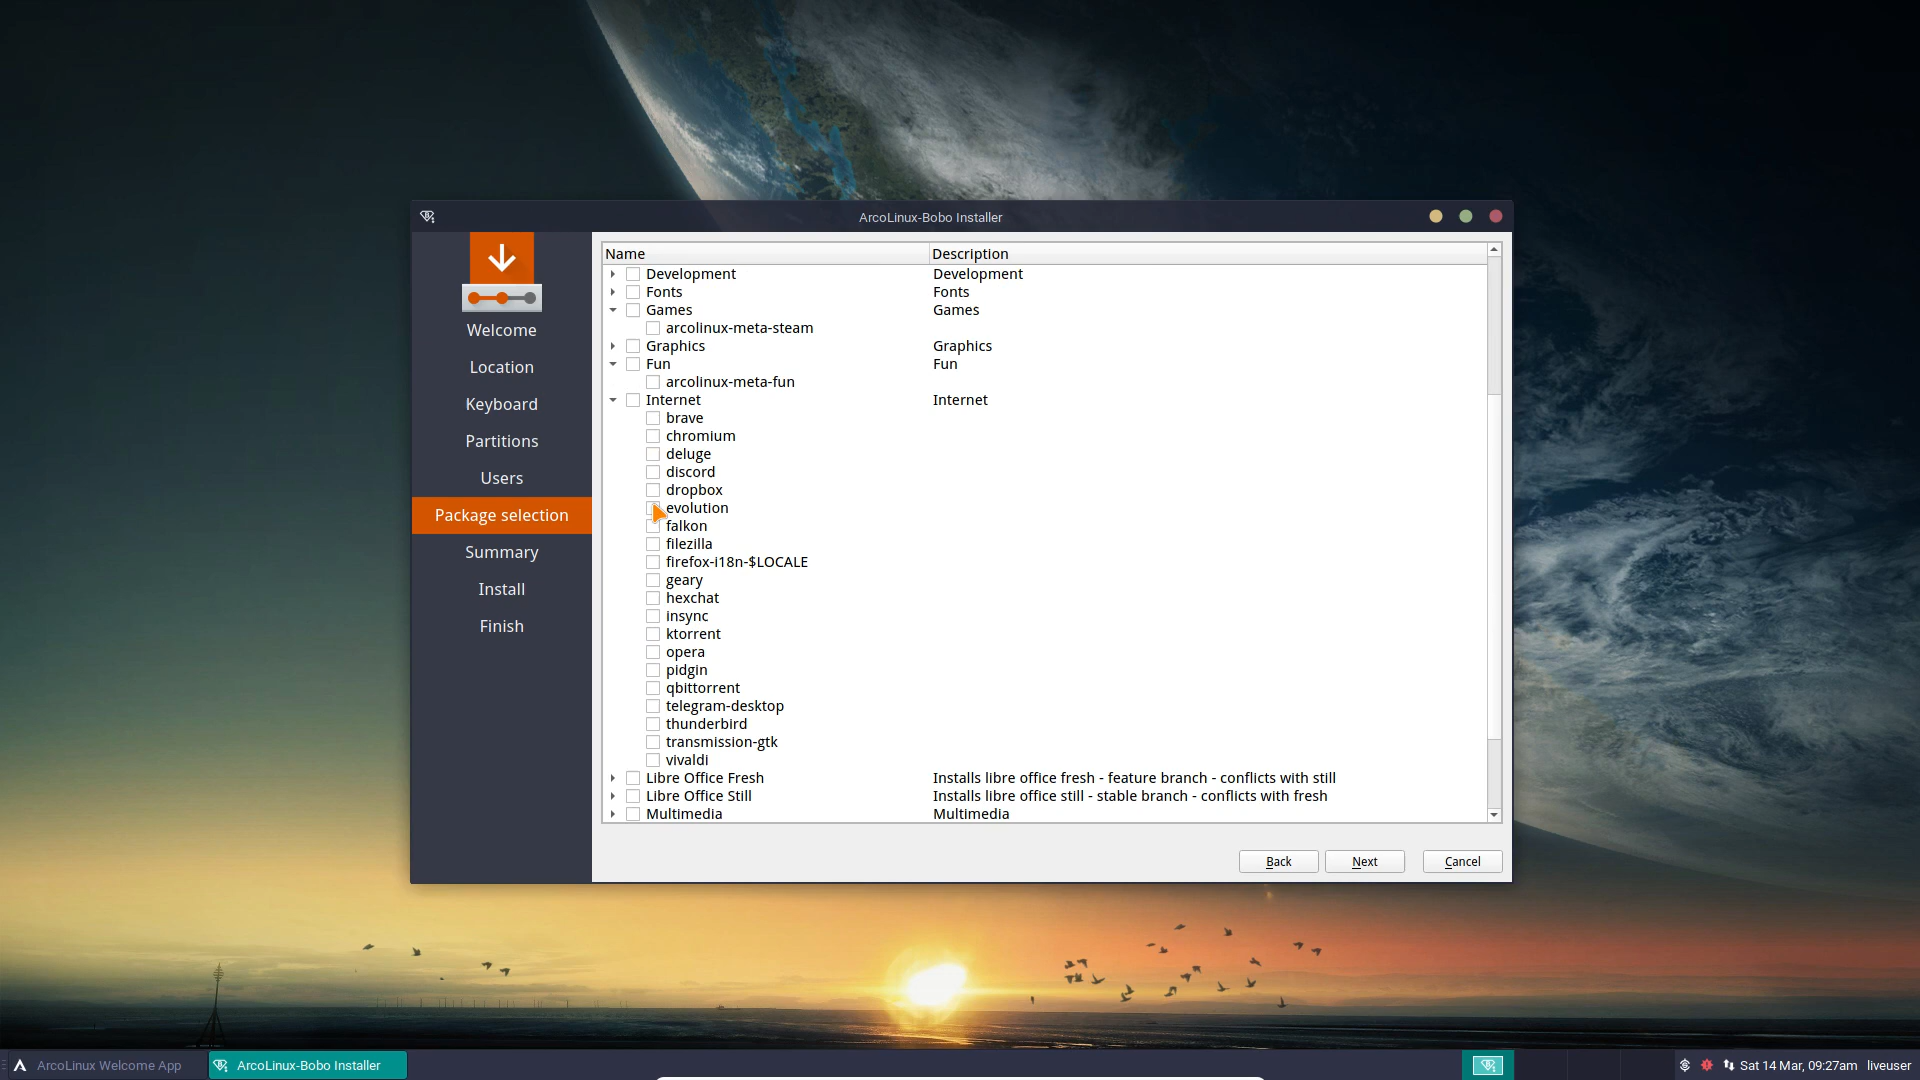 ArcoLinux-Bobo Installer
Welcome
Location
Keyboard
Partitions
Users
Package selection
Summary
Install
Finish
Name Description
Development Development
Fonts Fonts
Games Games
arcolinux-meta-steam
Graphics Graphics
Fun Fun
arcolinux-meta-fun
Internet Internet
brave
chromium
deluge
discord
dropbox
evolution
falkon
filezilla
firefox-i18n-$LOCALE
geary
hexchat
insync
ktorrent
opera
pidgin
qbittorrent
telegram-desktop
thunderbird
transmission-gtk
vivaldi
Libre Office Fresh Installs libre office fresh - feature branch - conflicts with still
Libre Office Still Installs libre office still - stable branch - conflicts with fresh
Multimedia Multimedia
Back Next Cancel
ArcoLinux Welcome App ArcoLinux-Bobo Installer Sat 14 Mar, 09:27am liveuser